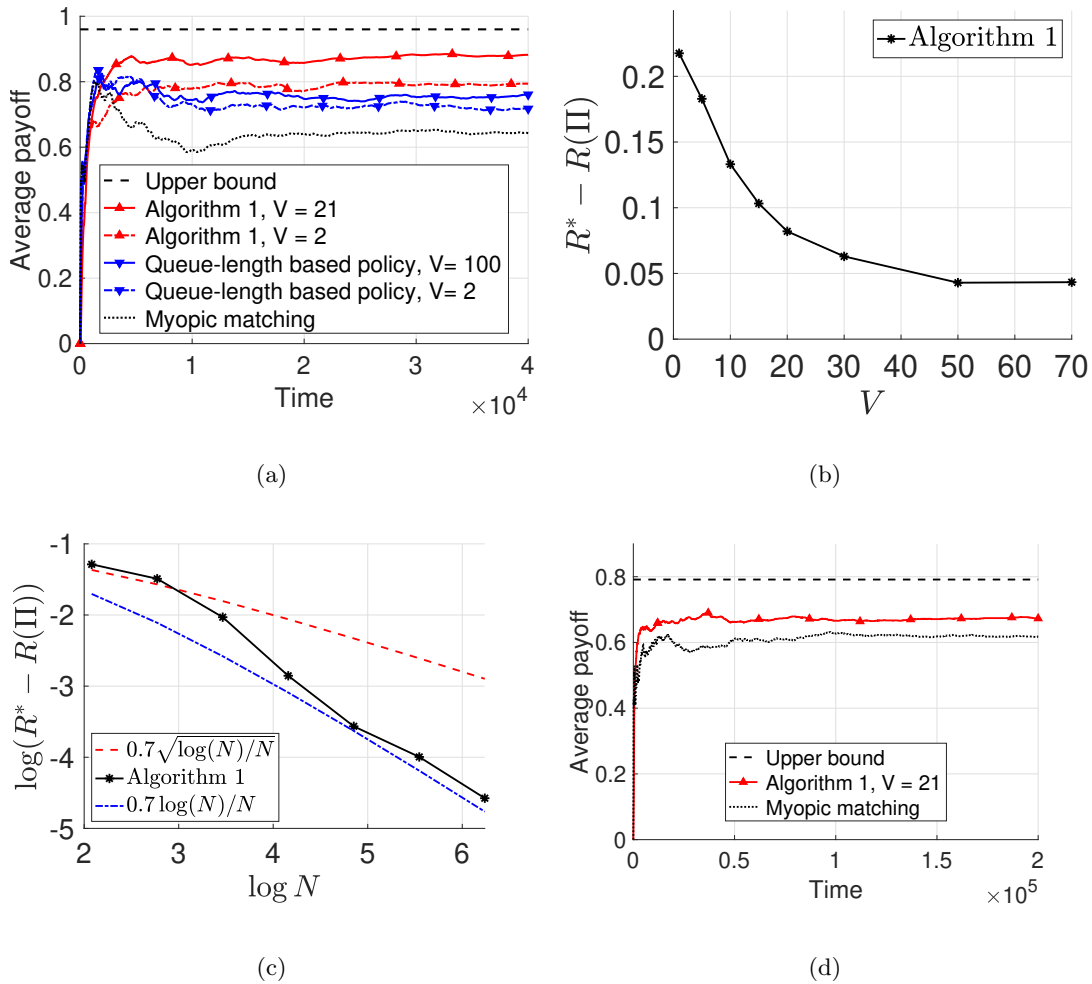 1
0.8
0.6
0.4
0.2
0
Average payoff
Upper bound
Algorithm 1, V = 21
Algorithm 1, V = 2
Queue-length based policy, V= 100
Queue-length based policy, V= 2
Myopic matching
0 1 2 3 4
Time
×10^4
(a)
Algorithm 1
0.2
0.15
0.1
0.05
0
R* − R(Π)
0 10 20 30 40 50 60 70
V
(b)
-1
-2
-3
-4
-5
log(R* − R(Π))
0.7√log(N)/N
Algorithm 1
0.7 log(N)/N
2 3 4 5 6
log N
(c)
0.8
0.6
0.4
0.2
0
Average payoff
Upper bound
Algorithm 1, V = 21
Myopic matching
0 0.5 1 1.5 2
Time
×10^5
(d)